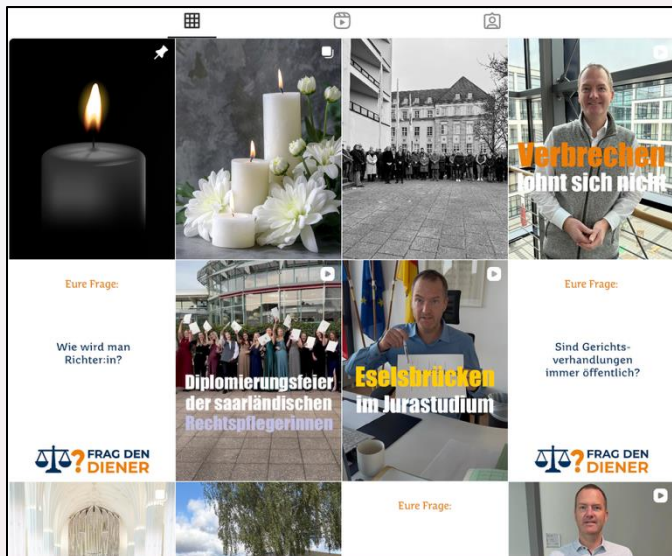 Verbrechen
lohnt sich nicht
Eure Frage:
Wie wird man
Richter:in?
FRAG DEN
DIENER
Diplomierungsfeier
der saarländischen
Rechtspflegerinnen
Eselsbrücken
im Jurastudium
Eure Frage:
Sind Gerichts-
verhandlungen
immer öffentlich?
FRAG DEN
DIENER
Eure Frage: